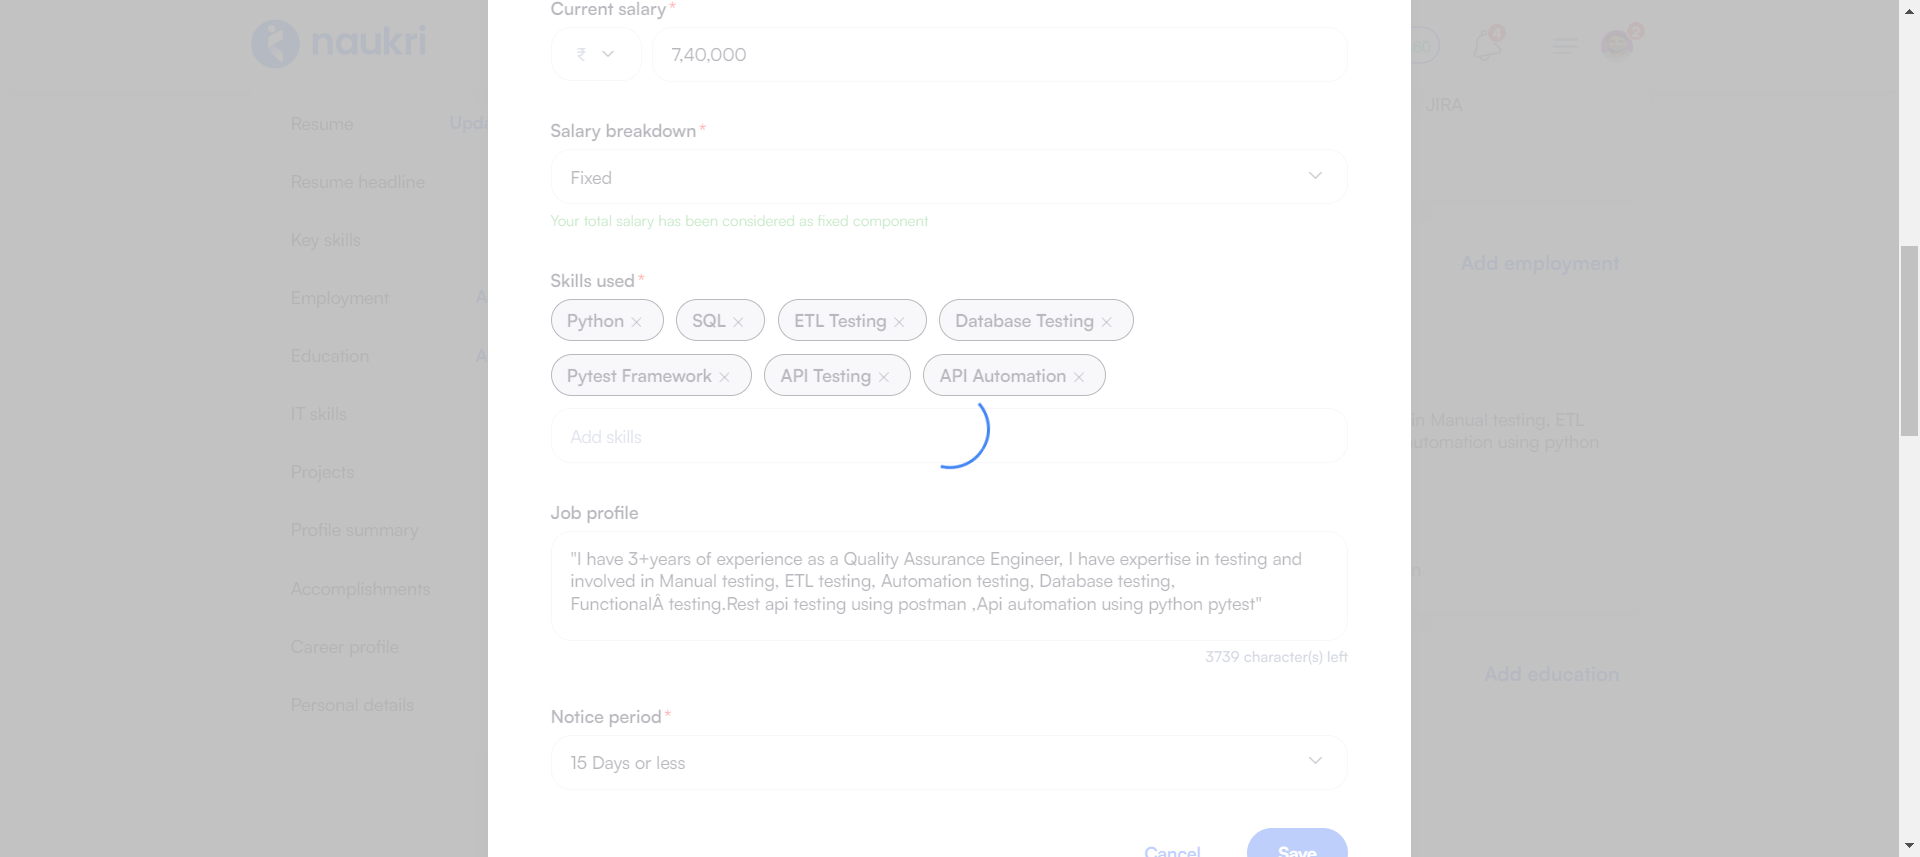 Current salary*
naukri
₹
7,40,000
60
4
2
JIRA
Resume
Upda
Salary breakdown*
Fixed
Resume headline
Your total salary has been considered as fixed component
Key skills
Add employment
Skills used*
Employment
A
Python × SQL × ETL Testing × Database Testing ×
Education
A
Pytest Framework × API Testing × API Automation ×
IT skills
Add skills
in Manual testing, ETL
utomation using python
Projects
Job profile
Profile summary
"I have 3+years of experience as a Quality Assurance Engineer, I have expertise in testing and
involved in Manual testing, ETL testing, Automation testing, Database testing,
FunctionalÂ testing.Rest api testing using postman ,Api automation using python pytest"
n
Accomplishments
Career profile
3739 character(s) left
Add education
Personal details
Notice period*
15 Days or less
Cancel
Save